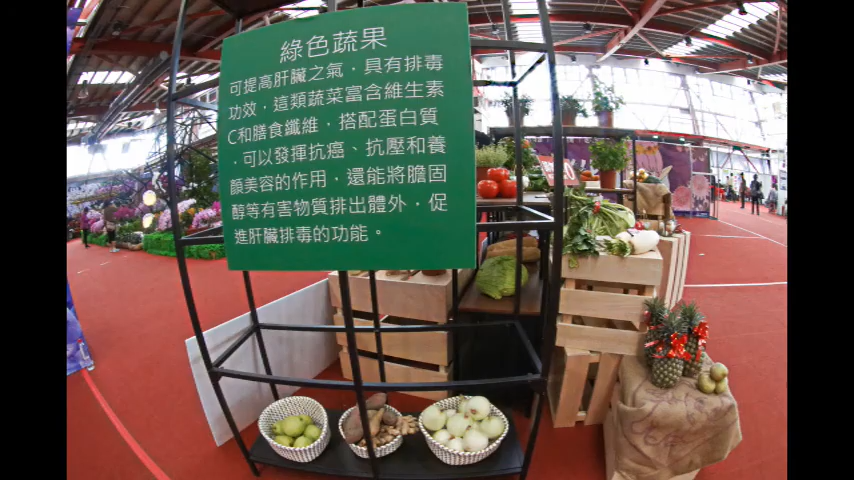 綠色蔬果
可提高肝臟之氣，具有排毒
功效，這類蔬菜富含維生素
C和膳食纖維，搭配蛋白質
，可以發揮抗癌、抗壓和養
顏美容的作用，還能將膽固
醇等有害物質排出體外，促
進肝臟排毒的功能。